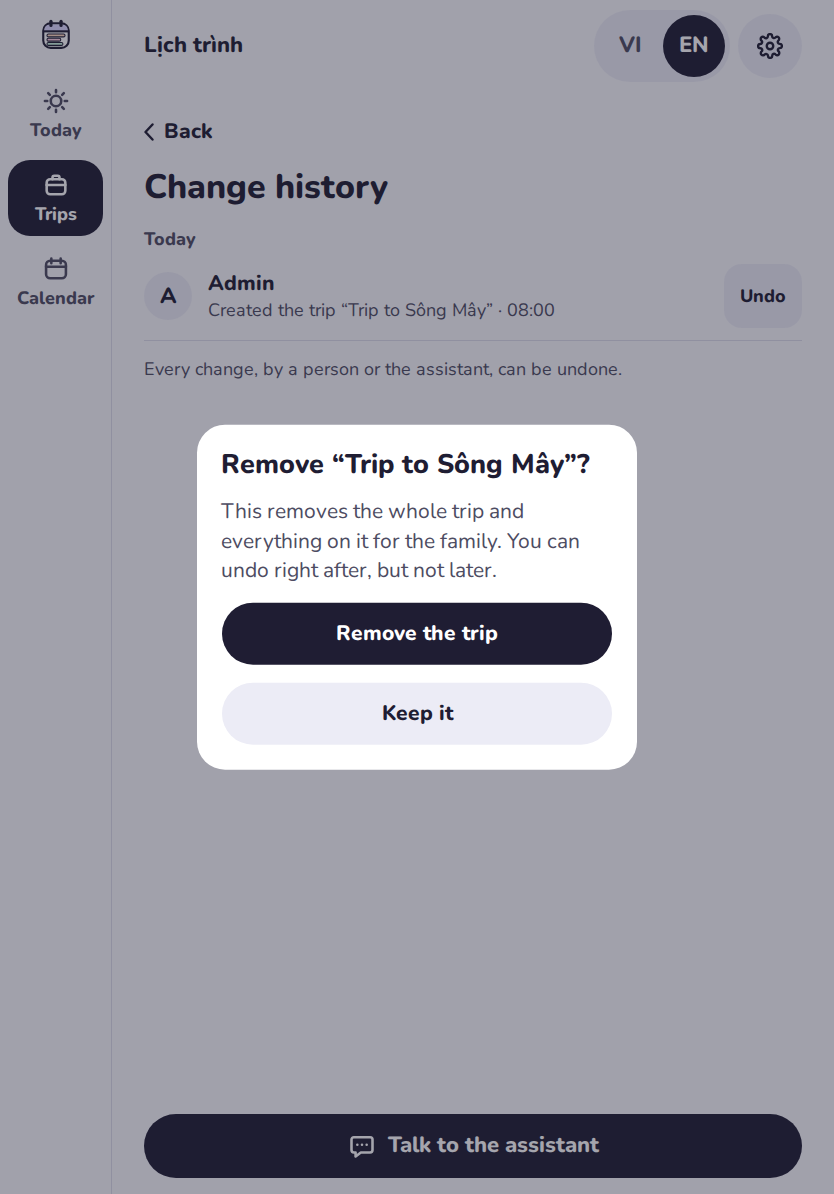 Lịch trình
VI
EN
Today
Trips
Calendar
Back
Change history
Today
A
Admin
Created the trip “Trip to Sông Mây” · 08:00
Undo
Every change, by a person or the assistant, can be undone.
Remove “Trip to Sông Mây”?
This removes the whole trip and
everything on it for the family. You can
undo right after, but not later.
Remove the trip
Keep it
Talk to the assistant